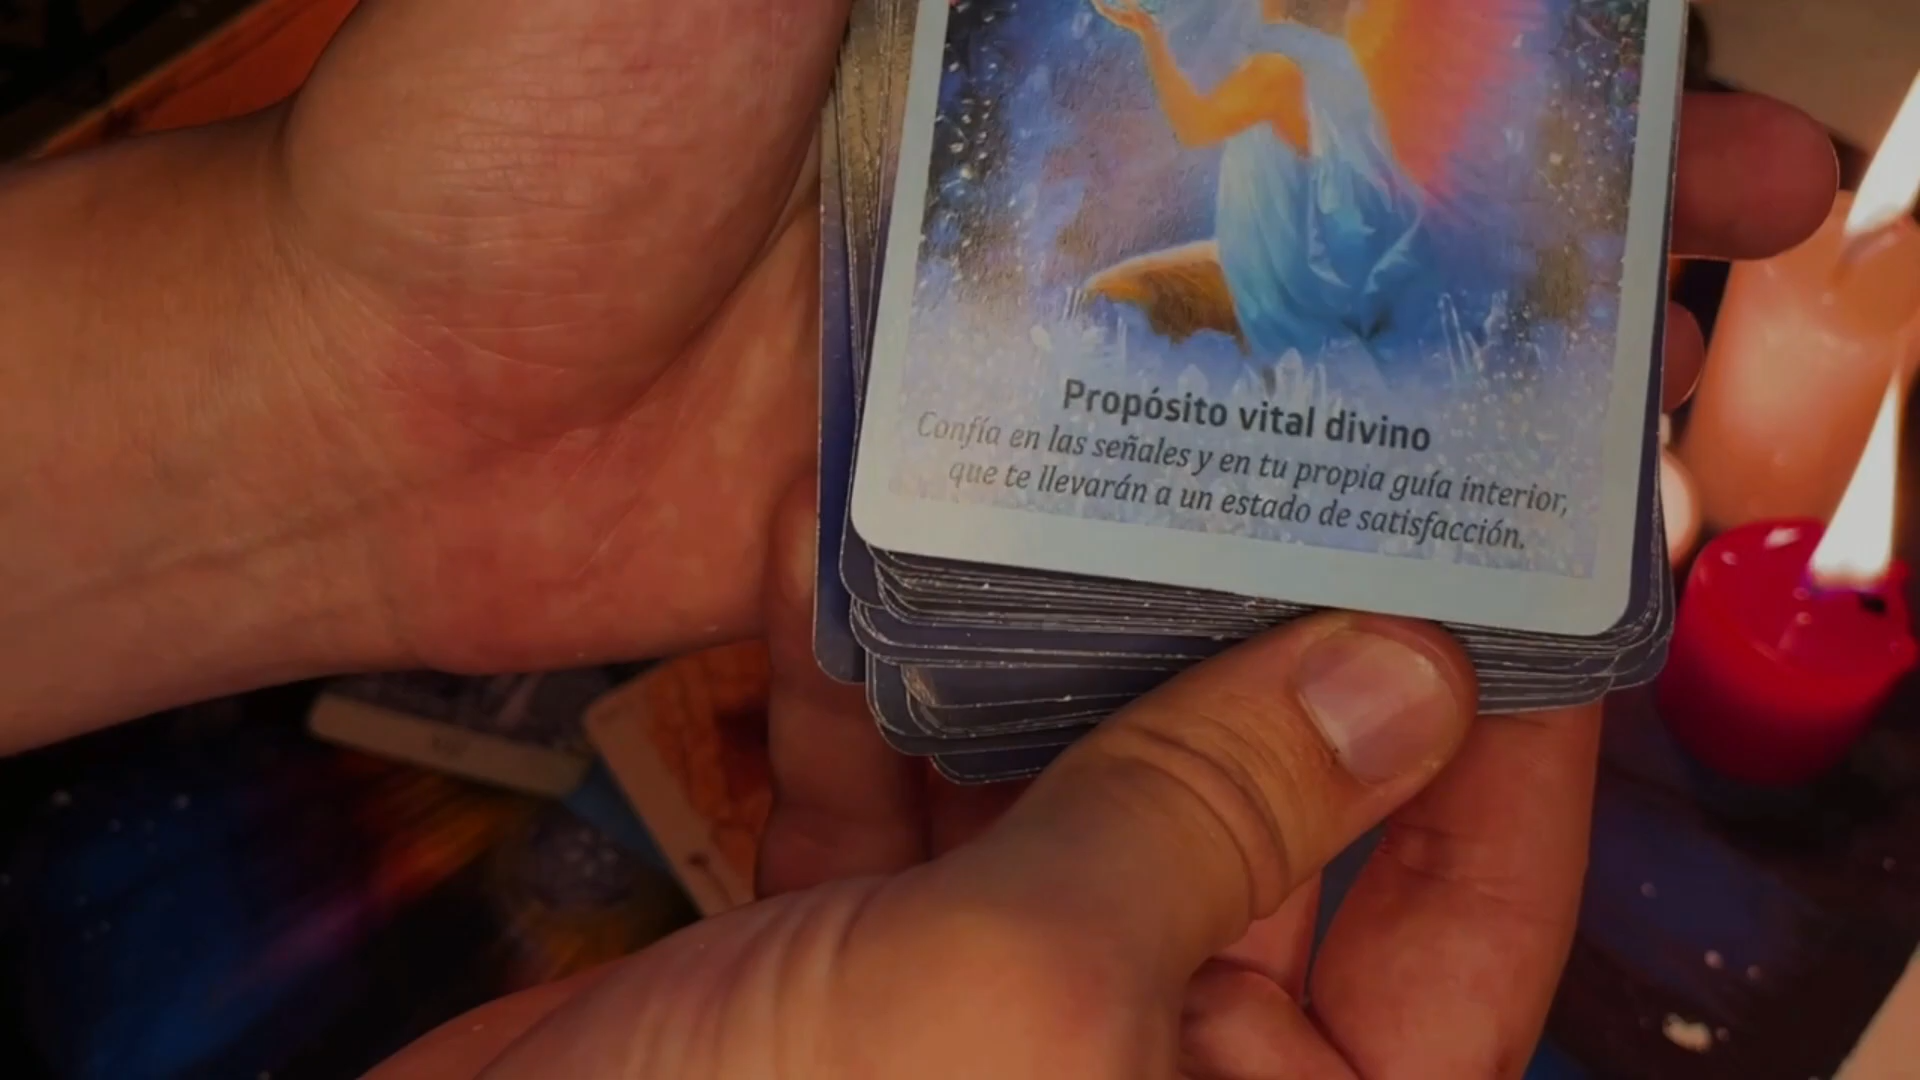 Propósito vital divino
Confía en las señales y en tu propia guía interior,
que te llevarán a un estado de satisfacción.